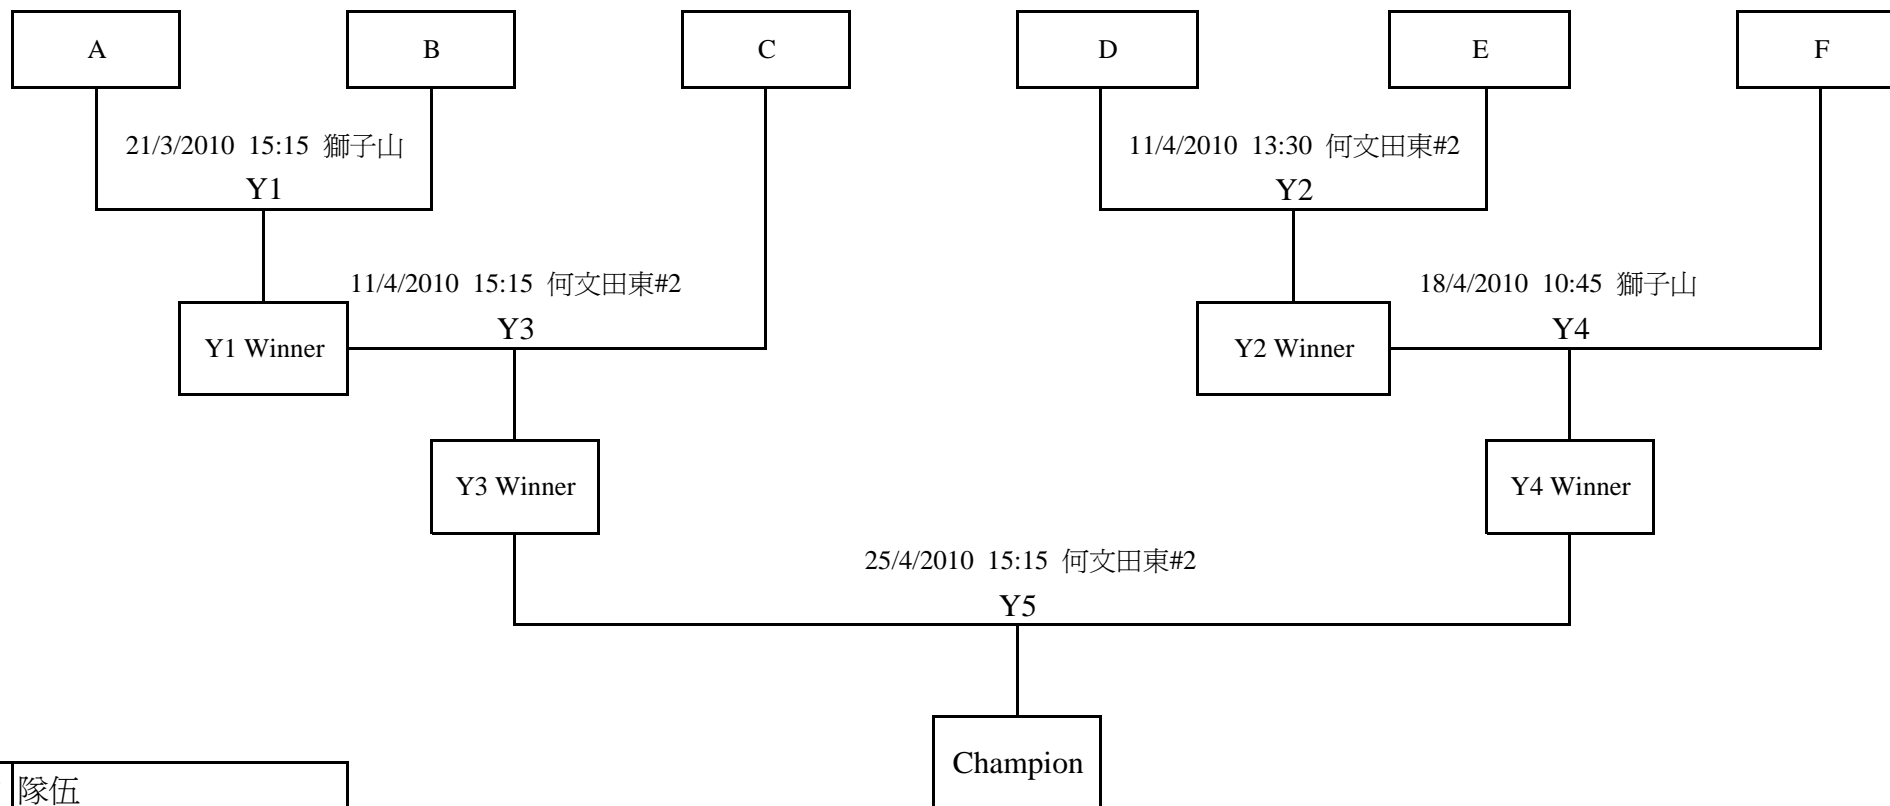 A B C D E F
21/3/2010 15:15 獅子山
11/4/2010 13:30 何文田東#2
Y1
Y2
11/4/2010 15:15 何文田東#2
18/4/2010 10:45 獅子山
Y3
Y4
Y1 Winner
Y2 Winner
Y3 Winner
Y4 Winner
25/4/2010 15:15 何文田東#2
Y5
Champion
隊伍